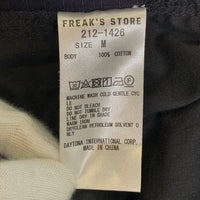 FREAK'S STORE
212-1426
SIZE M
BODY 100% COTTON
MACHINE WASH COLD GENTLE CYC
LE
DO NOT BLEACH
DO NOT TUMBLE DRY
LINE DRY IN SHADE
WARM IRON
DRYCLEAN PETROLEUM SOLVENT O
NLY
DAYTONA INTERNATIONAL CORP.
MADE IN CHINA